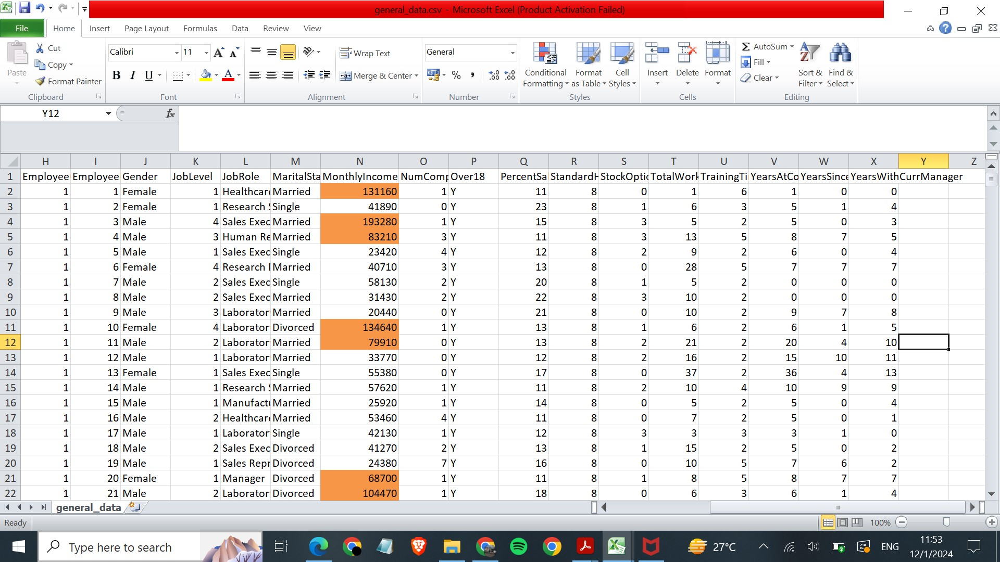 general_data.csv - Microsoft Excel (Product Activation Failed)
File Home Insert Page Layout Formulas Data Review View
Paste Cut Copy Format Painter Clipboard
Calibri 11 B I U A Font
Wrap Text Merge & Center Alignment
General % Number
Conditional Formatting Format as Table Cell Styles Styles
Insert Delete Format Cells
AutoSum Fill Clear Sort & Filter Find & Select Editing
Y12 fx
H I J K L M N O P Q R S T U V W X Y Z
1 Employee Employee Gender JobLevel JobRole MaritalSta MonthlyIncome NumComp Over18 PercentSa StandardH StockOptio TotalWork TrainingTi YearsAtCo YearsSince YearsWithCurrManager
2 1 1 Female 1 Healthcare Married 131160 1 Y 11 8 0 1 6 1 0 0
3 1 2 Female 1 Research S Single 41890 0 Y 23 8 1 6 3 5 1 4
4 1 3 Male 4 Sales Exec Married 193280 1 Y 15 8 3 5 2 5 0 3
5 1 4 Male 3 Human Re Married 83210 3 Y 11 8 3 13 5 8 7 5
6 1 5 Male 1 Sales Exec Single 23420 4 Y 12 8 2 9 2 6 0 4
7 1 6 Female 4 Research D Married 40710 3 Y 13 8 0 28 5 7 7 7
8 1 7 Male 2 Sales Exec Single 58130 2 Y 20 8 1 5 2 0 0 0
9 1 8 Male 2 Sales Exec Married 31430 2 Y 22 8 3 10 2 0 0 0
10 1 9 Male 3 Laborator Married 20440 0 Y 21 8 0 10 2 9 7 8
11 1 10 Female 4 Laborator Divorced 134640 1 Y 13 8 1 6 2 6 1 5
12 1 11 Male 2 Laborator Married 79910 0 Y 13 8 2 21 2 20 4 10
13 1 12 Male 1 Laborator Married 33770 0 Y 12 8 2 16 2 15 10 11
14 1 13 Female 1 Sales Exec Single 55380 0 Y 17 8 0 37 2 36 4 13
15 1 14 Male 1 Research S Married 57620 1 Y 11 8 2 10 4 10 9 9
16 1 15 Male 1 Manufactu Married 25920 1 Y 14 8 0 5 2 5 0 4
17 1 16 Male 2 Healthcare Married 53460 4 Y 11 8 0 7 2 5 0 1
18 1 17 Male 1 Laborator Single 42130 1 Y 12 8 3 3 3 3 1 0
19 1 18 Male 2 Sales Exec Divorced 41270 2 Y 13 8 1 15 2 5 0 2
20 1 19 Male 1 Sales Repr Divorced 24380 7 Y 16 8 0 10 5 7 6 2
21 1 20 Female 1 Manager Divorced 68700 1 Y 11 8 1 8 5 8 7 7
22 1 21 Male 2 Laborator Divorced 104470 1 Y 18 8 0 6 3 6 1 4
general_data
Ready 100%
Type here to search 27°C ENG 11:53
12/1/2024